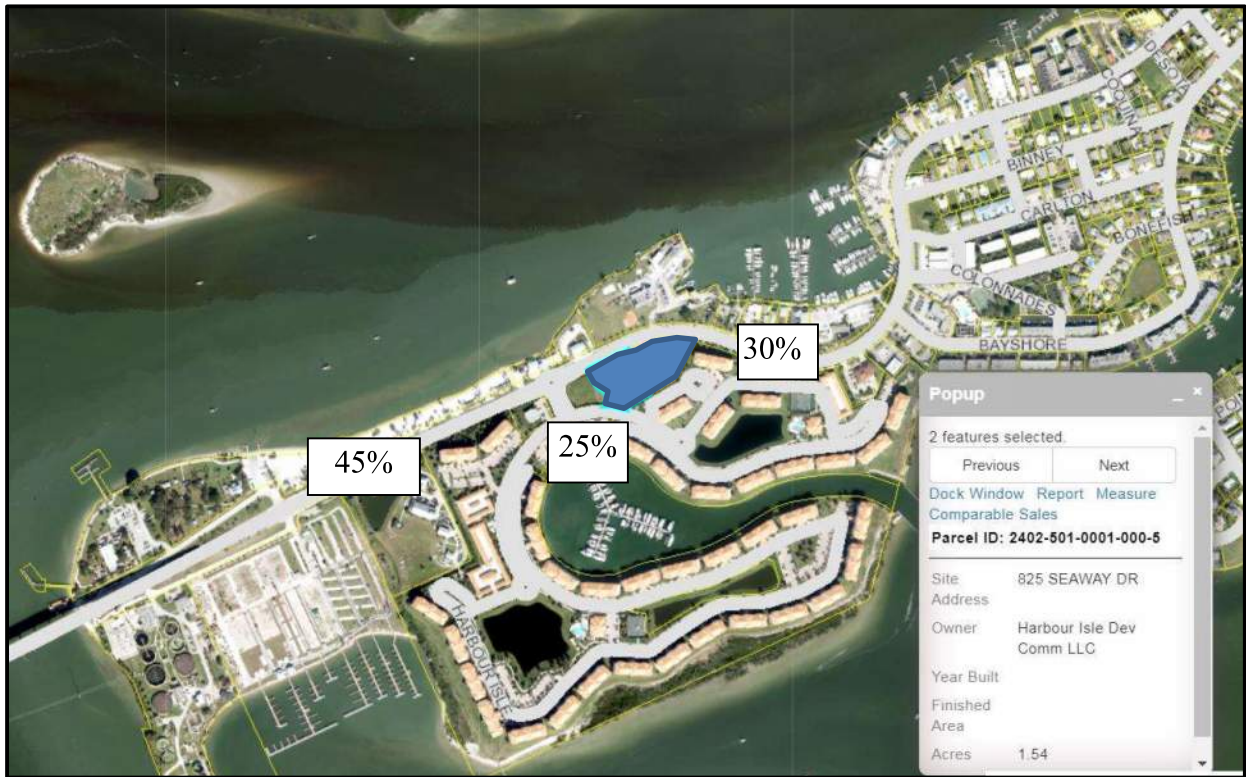 DESOTA
COQUINA
BINNEY
CARLTON
BONEFISH
COLONNADES
BAYSHORE
30%
25%
45%
HARBOUR ISLE
Popup
_ ×
2 features selected.
Previous Next
Dock Window Report Measure
Comparable Sales
Parcel ID: 2402-501-0001-000-5
Site 825 SEAWAY DR
Address
Owner Harbour Isle Dev
Comm LLC
Year Built
Finished
Area
Acres 1.54